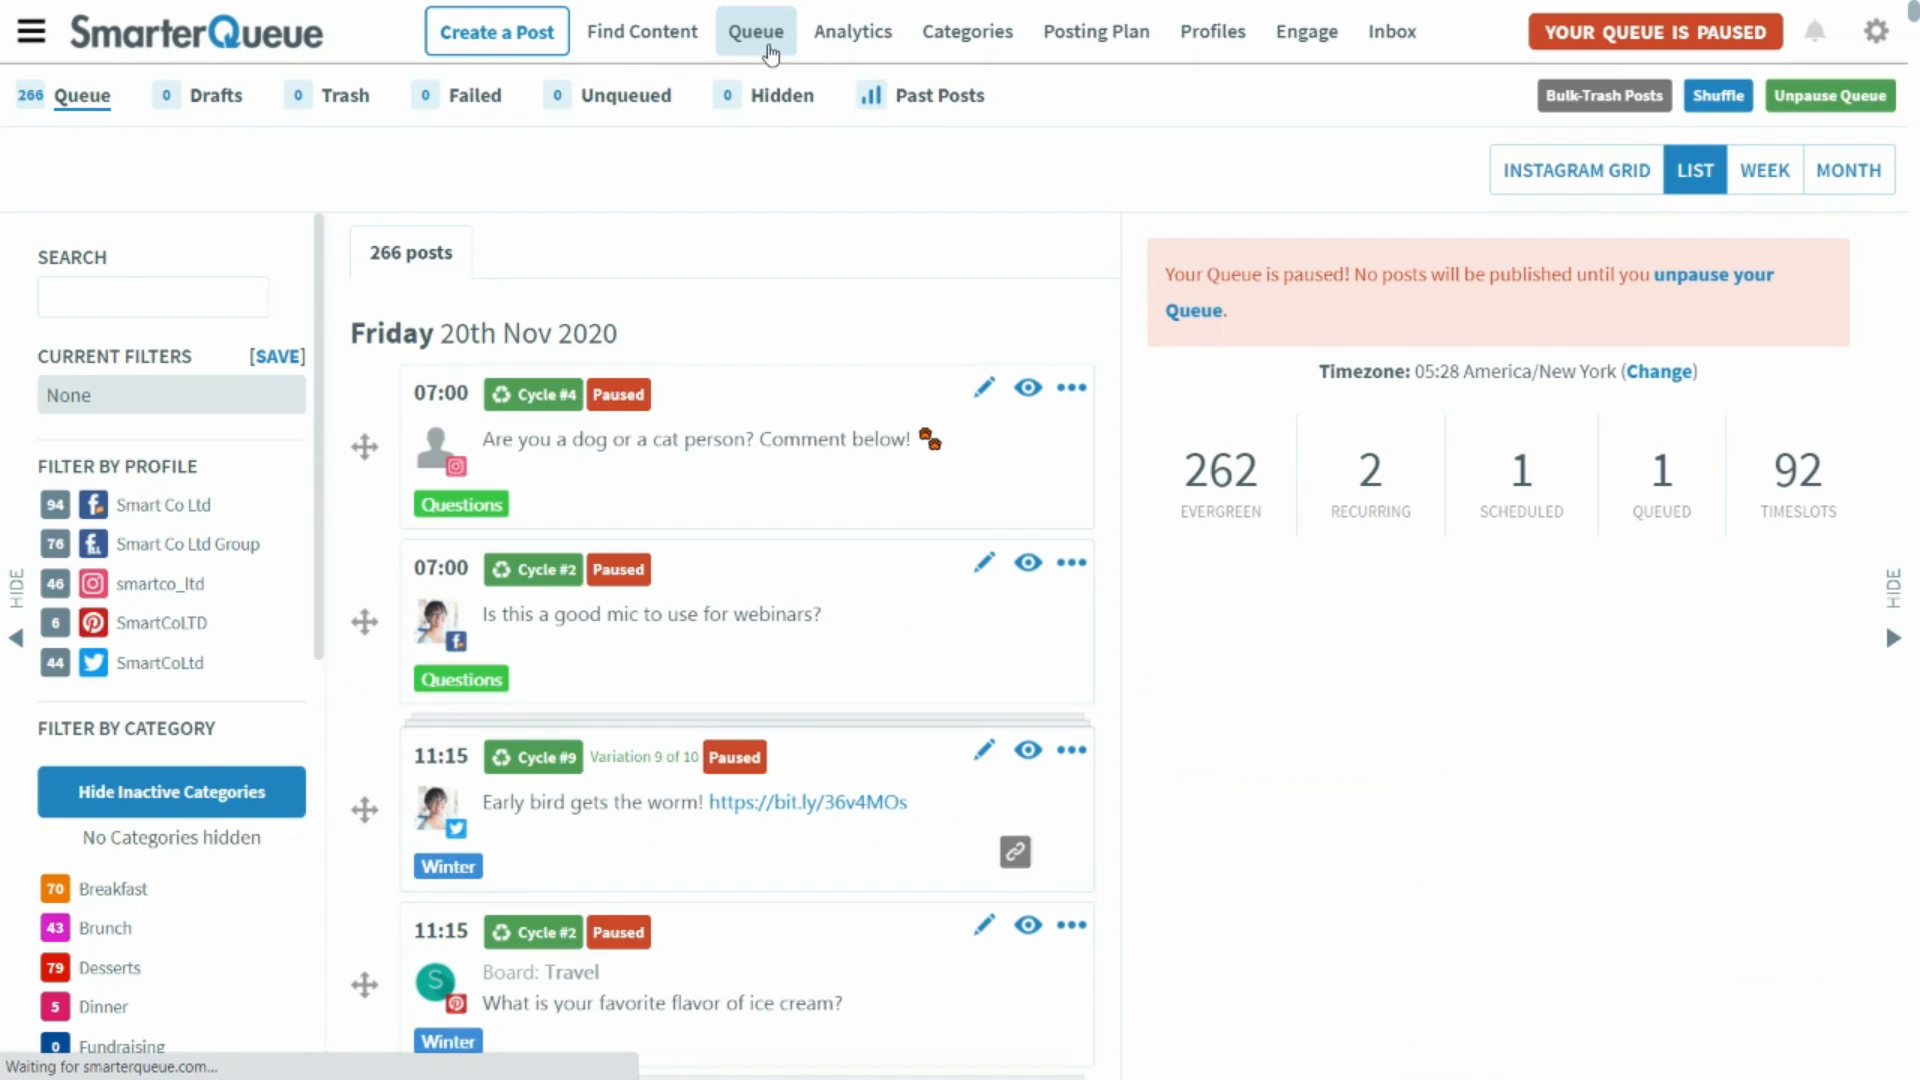 SmarterQueue
Create a Post
Find Content
Queue
Analytics
Categories
Posting Plan
Profiles
Engage
Inbox
YOUR QUEUE IS PAUSED
266 Queue
0 Drafts
0 Trash
0 Failed
0 Unqueued
0 Hidden
Past Posts
Bulk-Trash Posts
Shuffle
Unpause Queue
INSTAGRAM GRID
LIST
WEEK
MONTH
SEARCH
CURRENT FILTERS [SAVE]
None
FILTER BY PROFILE
94 Smart Co Ltd
76 Smart Co Ltd Group
46 smartco_ltd
6 SmartCoLTD
44 SmartCoLtd
HIDE
FILTER BY CATEGORY
Hide Inactive Categories
No Categories hidden
70 Breakfast
43 Brunch
79 Desserts
5 Dinner
0 Fundraising
Waiting for smarterqueue.com...
266 posts
Friday 20th Nov 2020
07:00 Cycle #4 Paused
Are you a dog or a cat person? Comment below!
Questions
07:00 Cycle #2 Paused
Is this a good mic to use for webinars?
Questions
11:15 Cycle #9 Variation 9 of 10 Paused
Early bird gets the worm! https://bit.ly/36v4MOs
Winter
11:15 Cycle #2 Paused
Board: Travel
S
What is your favorite flavor of ice cream?
Winter
Your Queue is paused! No posts will be published until you unpause your
Queue.
Timezone: 05:28 America/New York (Change)
262 EVERGREEN
2 RECURRING
1 SCHEDULED
1 QUEUED
92 TIMESLOTS
HIDE